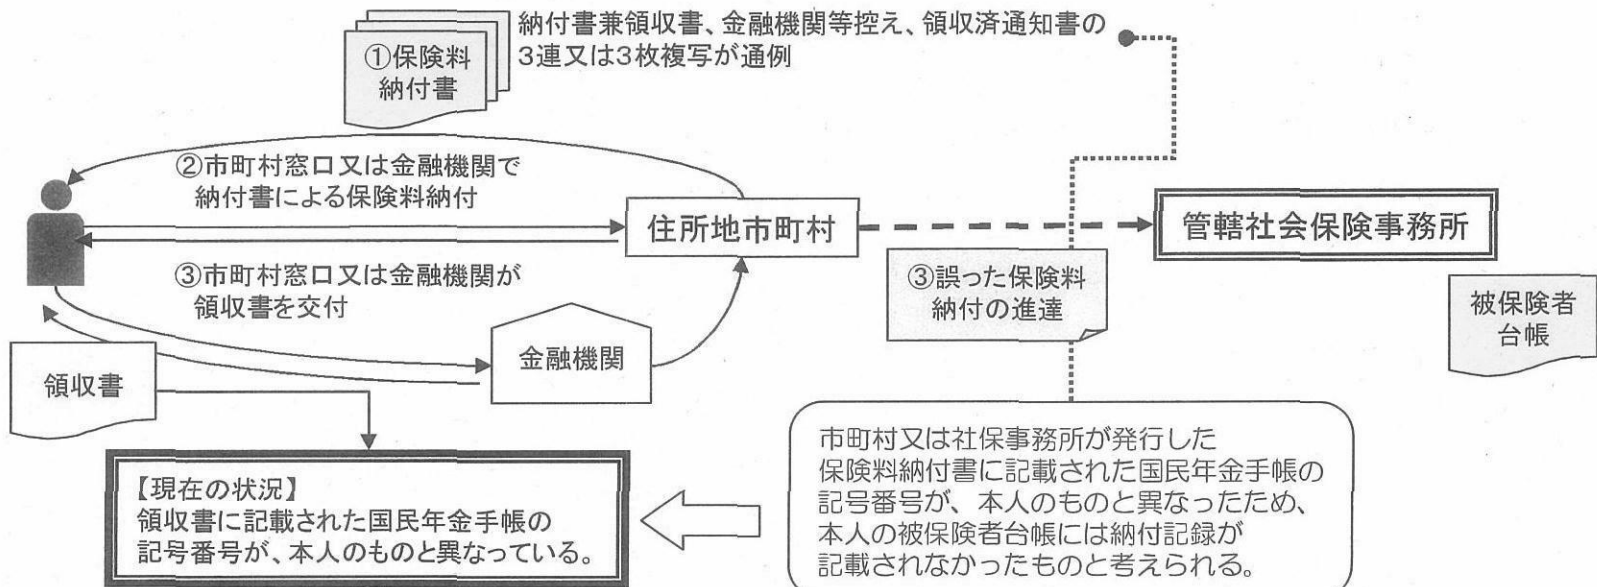 納付書兼領収書、金融機関等控え、領収済通知書の
3連又は3枚複写が通例
①保険料
納付書
②市町村窓口又は金融機関で
納付書による保険料納付
住所地市町村
管轄社会保険事務所
③市町村窓口又は金融機関が
領収書を交付
③誤った保険料
納付の進達
被保険者
台帳
金融機関
領収書
市町村又は社保事務所が発行した
保険料納付書に記載された国民年金手帳の
記号番号が、本人のものと異なったため、
本人の被保険者台帳には納付記録が
記載されなかったものと考えられる。
【現在の状況】
領収書に記載された国民年金手帳の
記号番号が、本人のものと異なっている。